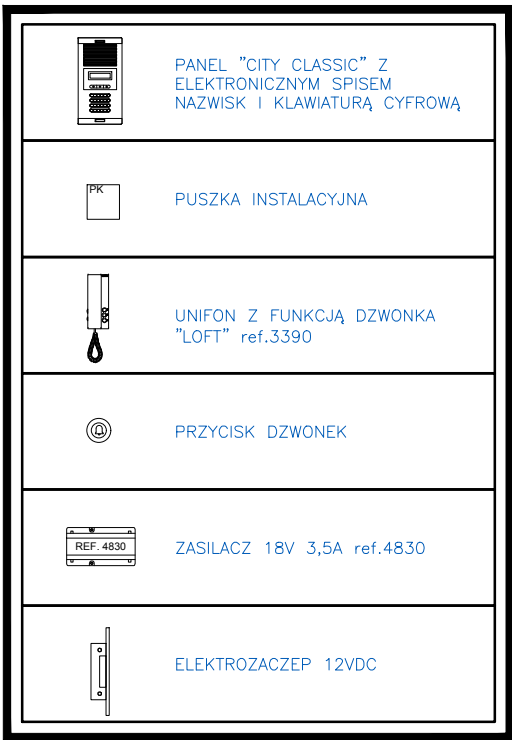 PANEL ”CITY CLASSIC” Z
ELEKTRONICZNYM SPISEM
NAZWISK I KLAWIATURĄ CYFROWĄ
PK
PUSZKA INSTALACYJNA
UNIFON Z FUNKCJĄ DZWONKA
”LOFT” ref.3390
PRZYCISK DZWONEK
REF. 4830
ZASILACZ 18V 3,5A ref.4830
ELEKTROZACZEP 12VDC